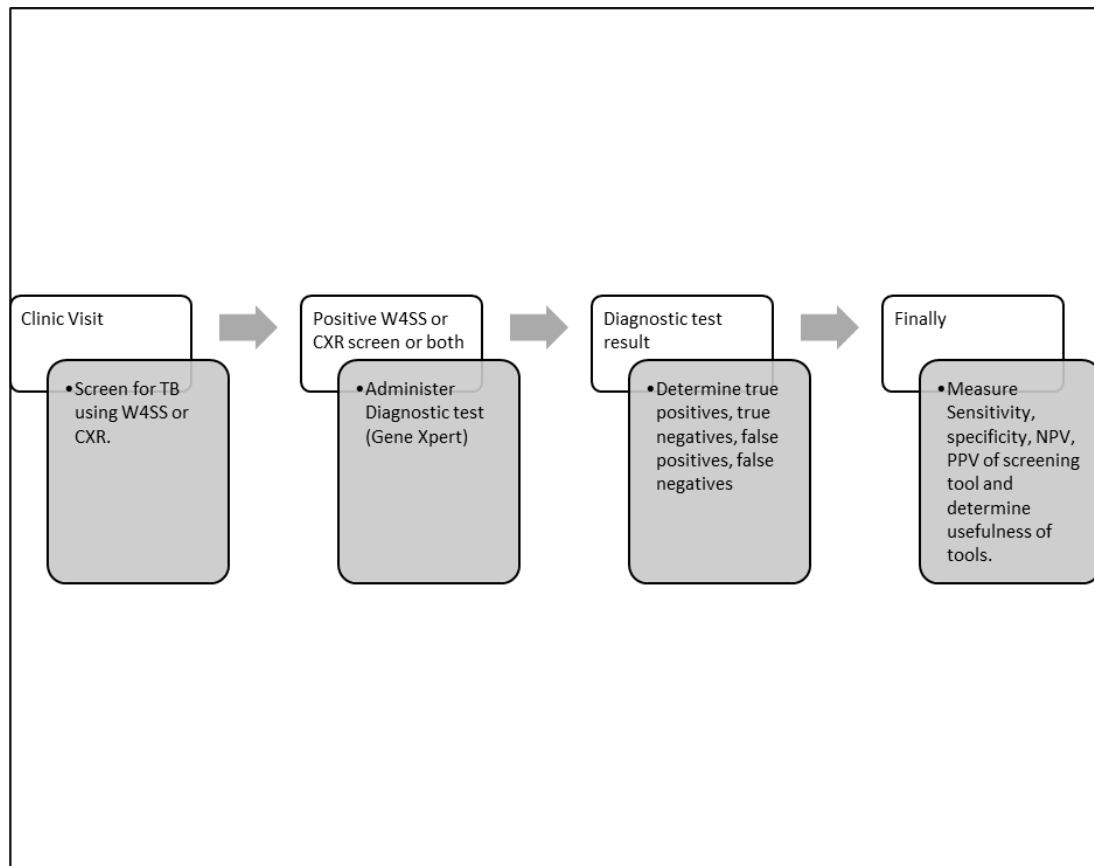 Clinic Visit
•Screen for TB
using W4SS or
CXR.
Positive W4SS or
CXR screen or both
•Administer
Diagnostic test
(Gene Xpert)
Diagnostic test
result
•Determine true
positives, true
negatives, false
positives, false
negatives
Finally
•Measure
Sensitivity,
specificity, NPV,
PPV of screening
tool and
determine
usefulness of
tools.